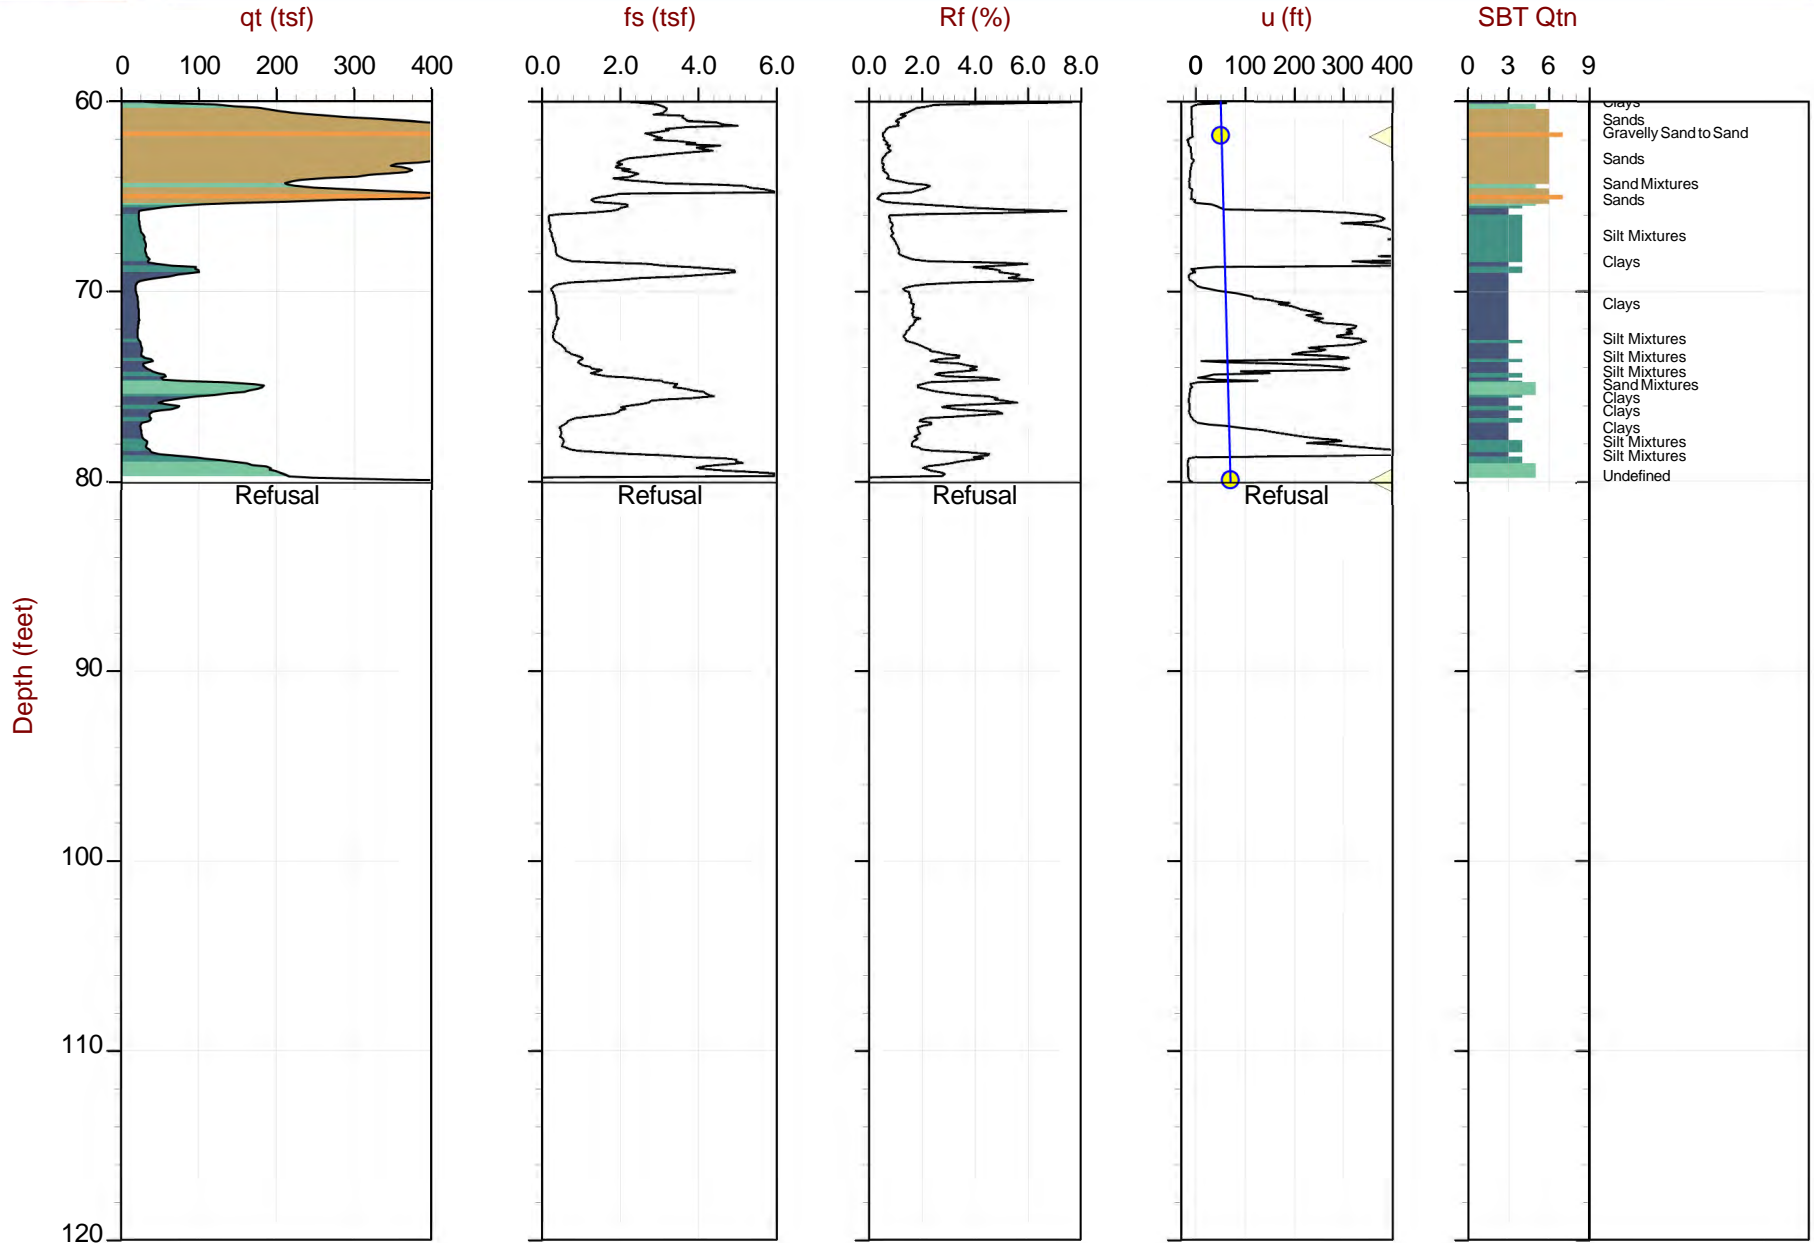 qt (tsf)
fs (tsf)
Rf (%)
u (ft)
SBT Qtn
0 100 200 300 400
0.0 2.0 4.0 6.0
0.0 2.0 4.0 6.0 8.0
0 100 200 300 400
0 3 6 9
Depth (feet)
60
70
80
90
100
110
120
Refusal
Refusal
Refusal
Refusal
Clays
Sands
Gravelly Sand to Sand
Sands
Sand Mixtures
Sands
Silt Mixtures
Clays
Clays
Silt Mixtures
Silt Mixtures
Silt Mixtures
Sand Mixtures
Clays
Clays
Clays
Silt Mixtures
Silt Mixtures
Undefined